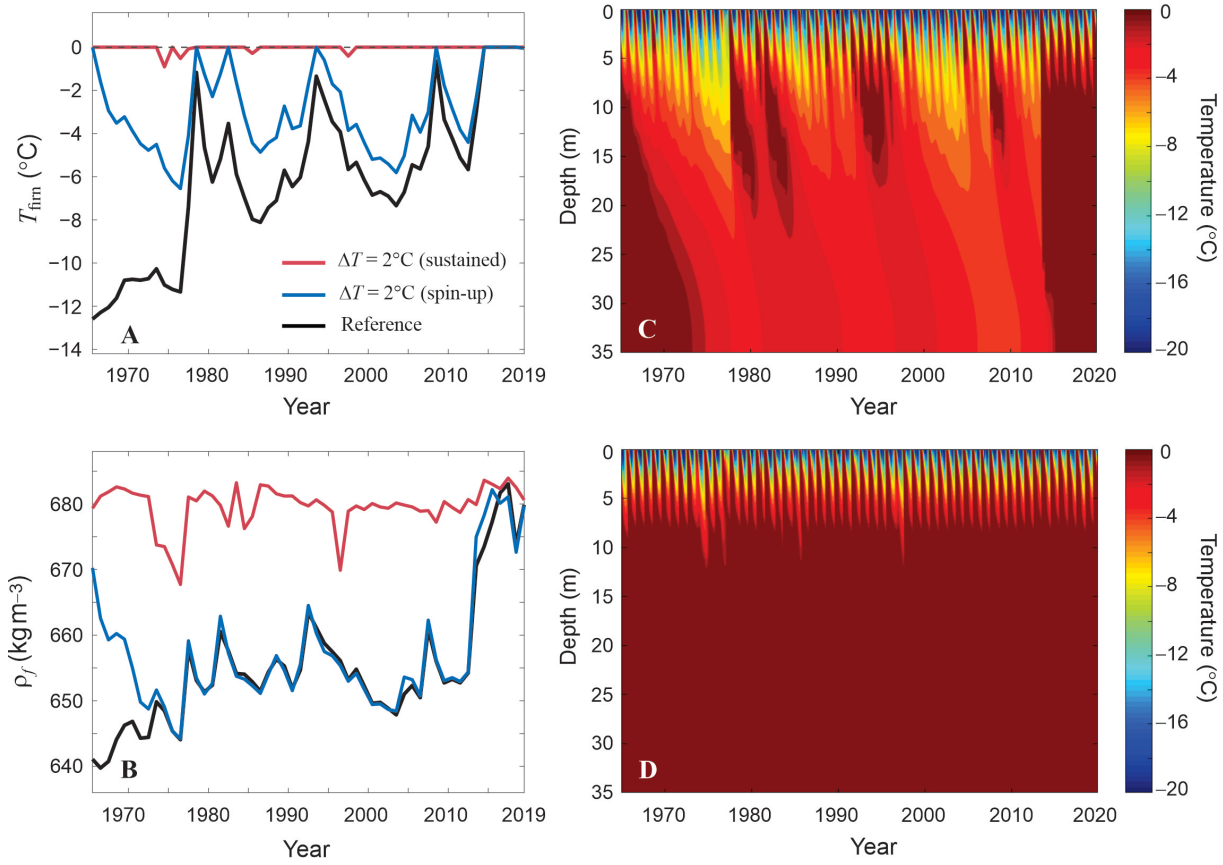 0
−2
−4
−6
−8
−10
−12
−14
T_firn (°C)
ΔT = 2°C (sustained)
ΔT = 2°C (spin-up)
Reference
A
1970 1980 1990 2000 2010 2019
Year
0
5
10
15
20
25
30
35
Depth (m)
C
1970 1980 1990 2000 2010 2020
Year
0
−4
−8
−12
−16
−20
Temperature (°C)
680
670
660
650
640
ρf (kgm−3)
B
1970 1980 1990 2000 2010 2019
Year
0
5
10
15
20
25
30
35
Depth (m)
D
1970 1980 1990 2000 2010 2020
Year
0
−4
−8
−12
−16
−20
Temperature (°C)